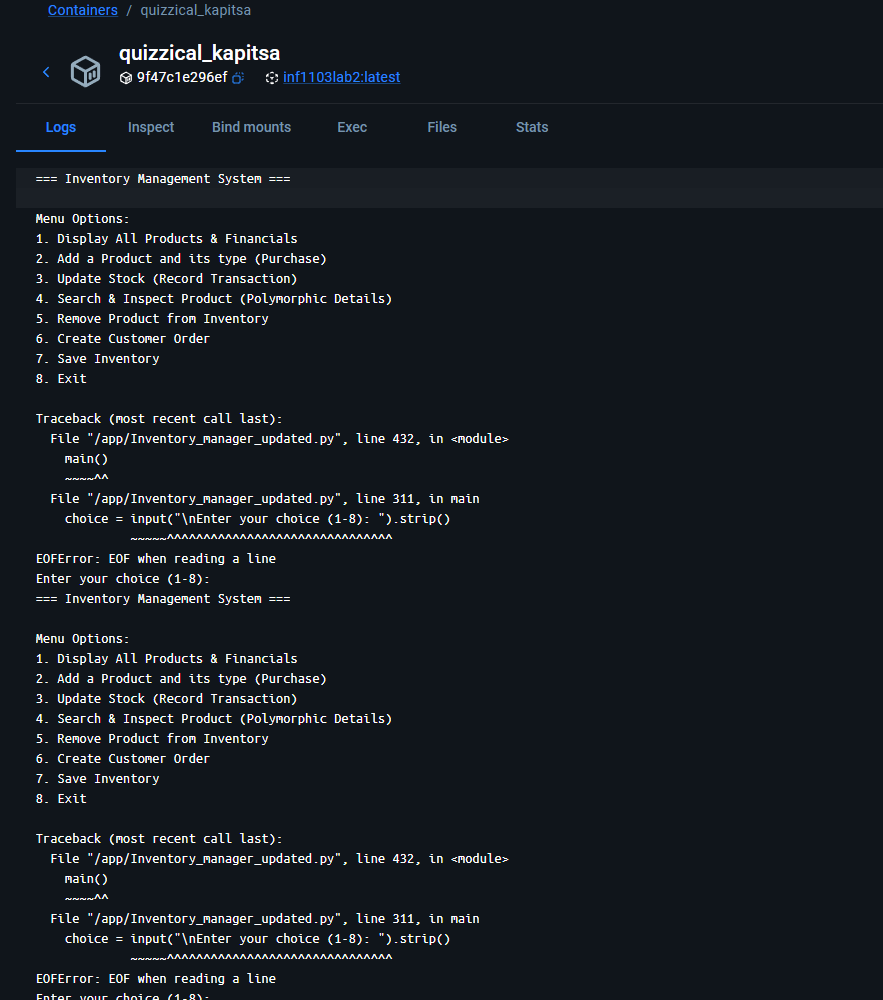 Containers / quizzical_kapitsa
quizzical_kapitsa
9f47c1e296ef inf1103lab2:latest
Logs Inspect Bind mounts Exec Files Stats
=== Inventory Management System ===
Menu Options:
1. Display All Products & Financials
2. Add a Product and its type (Purchase)
3. Update Stock (Record Transaction)
4. Search & Inspect Product (Polymorphic Details)
5. Remove Product from Inventory
6. Create Customer Order
7. Save Inventory
8. Exit
Traceback (most recent call last):
  File "/app/Inventory_manager_updated.py", line 432, in <module>
    main()
    ~~~~^^
  File "/app/Inventory_manager_updated.py", line 311, in main
    choice = input("\nEnter your choice (1-8): ").strip()
             ~~~~~^^^^^^^^^^^^^^^^^^^^^^^^^^^^^^^
EOFError: EOF when reading a line
Enter your choice (1-8):
=== Inventory Management System ===
Menu Options:
1. Display All Products & Financials
2. Add a Product and its type (Purchase)
3. Update Stock (Record Transaction)
4. Search & Inspect Product (Polymorphic Details)
5. Remove Product from Inventory
6. Create Customer Order
7. Save Inventory
8. Exit
Traceback (most recent call last):
  File "/app/Inventory_manager_updated.py", line 432, in <module>
    main()
    ~~~~^^
  File "/app/Inventory_manager_updated.py", line 311, in main
    choice = input("\nEnter your choice (1-8): ").strip()
             ~~~~~^^^^^^^^^^^^^^^^^^^^^^^^^^^^^^^
EOFError: EOF when reading a line
Enter your choice (1-8):